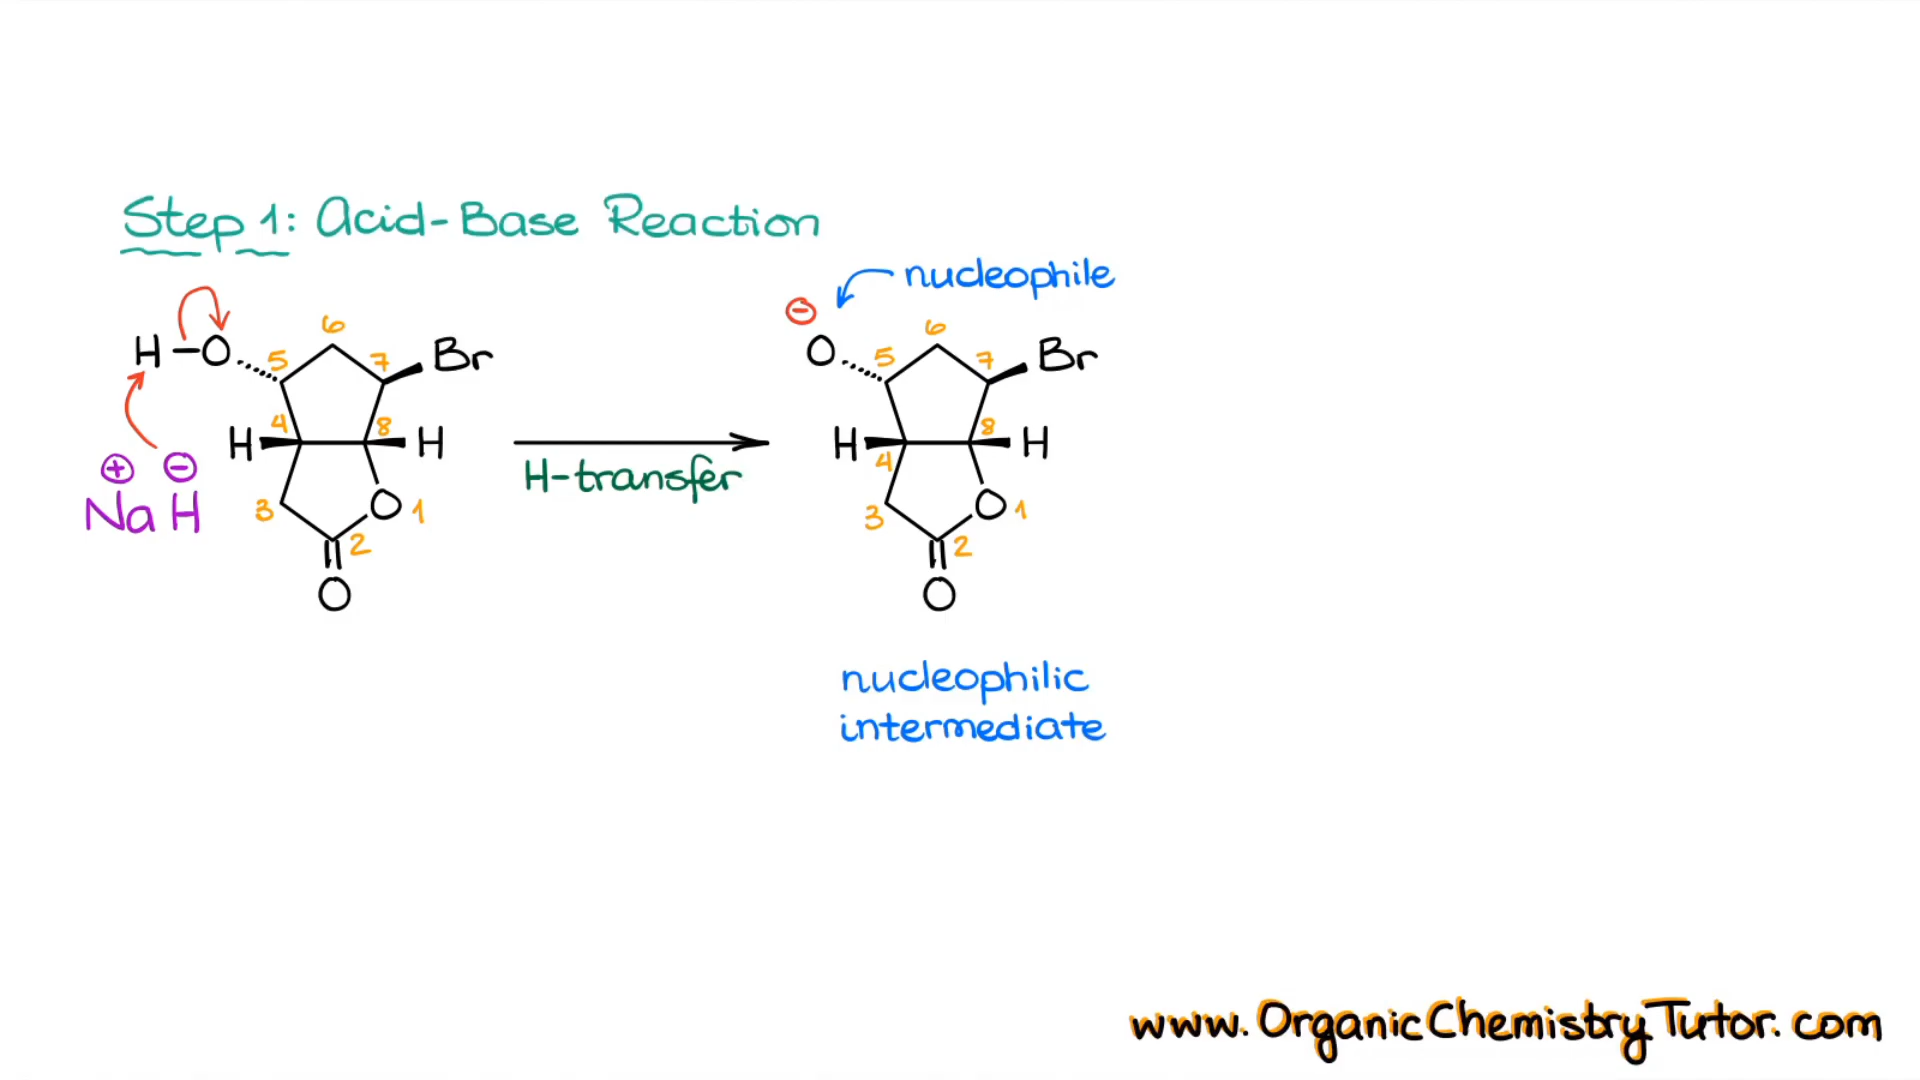 Step 1: Acid-Base Reaction
nucleophile
⊖
H-O 5 6 7 Br
H 4 8 H
⊕ ⊖
NaH
3 O 1
2
O
H-transfer
O 5 6 7 Br
H 4 8 H
3 O 1
2
O
nucleophilic
intermediate
www.OrganicChemistryTutor.com